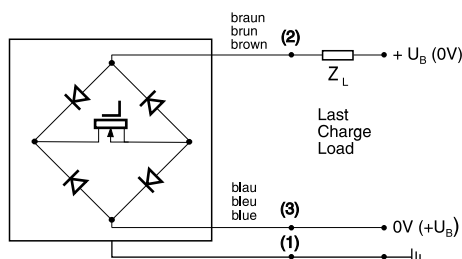 braun
brun
brown
(2)
+ U_B (0V)
Z_L
Last
Charge
Load
blau
bleu
blue
(3)
0V (+U_B)
(1)